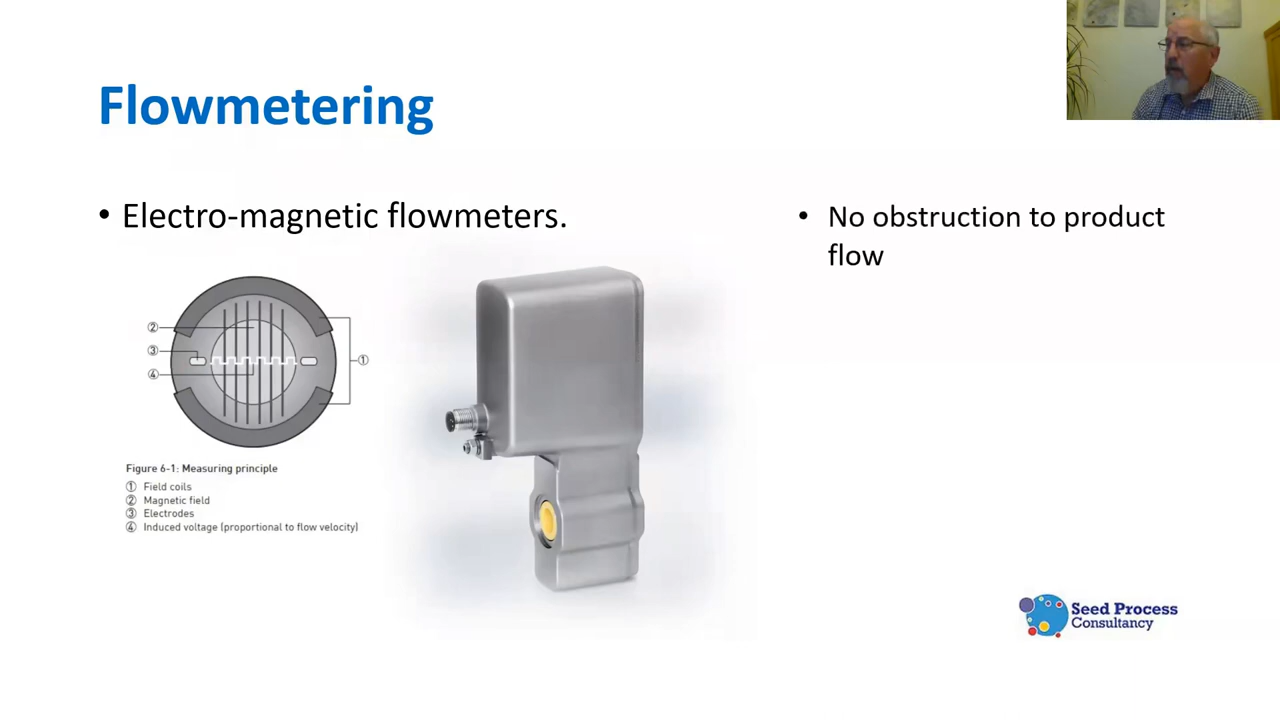 Flowmetering
• Electro-magnetic flowmeters.
• No obstruction to product
flow
②
③
④
①
Figure 6-1: Measuring principle
① Field coils
② Magnetic field
③ Electrodes
④ Induced voltage (proportional to flow velocity)
Seed Process
Consultancy